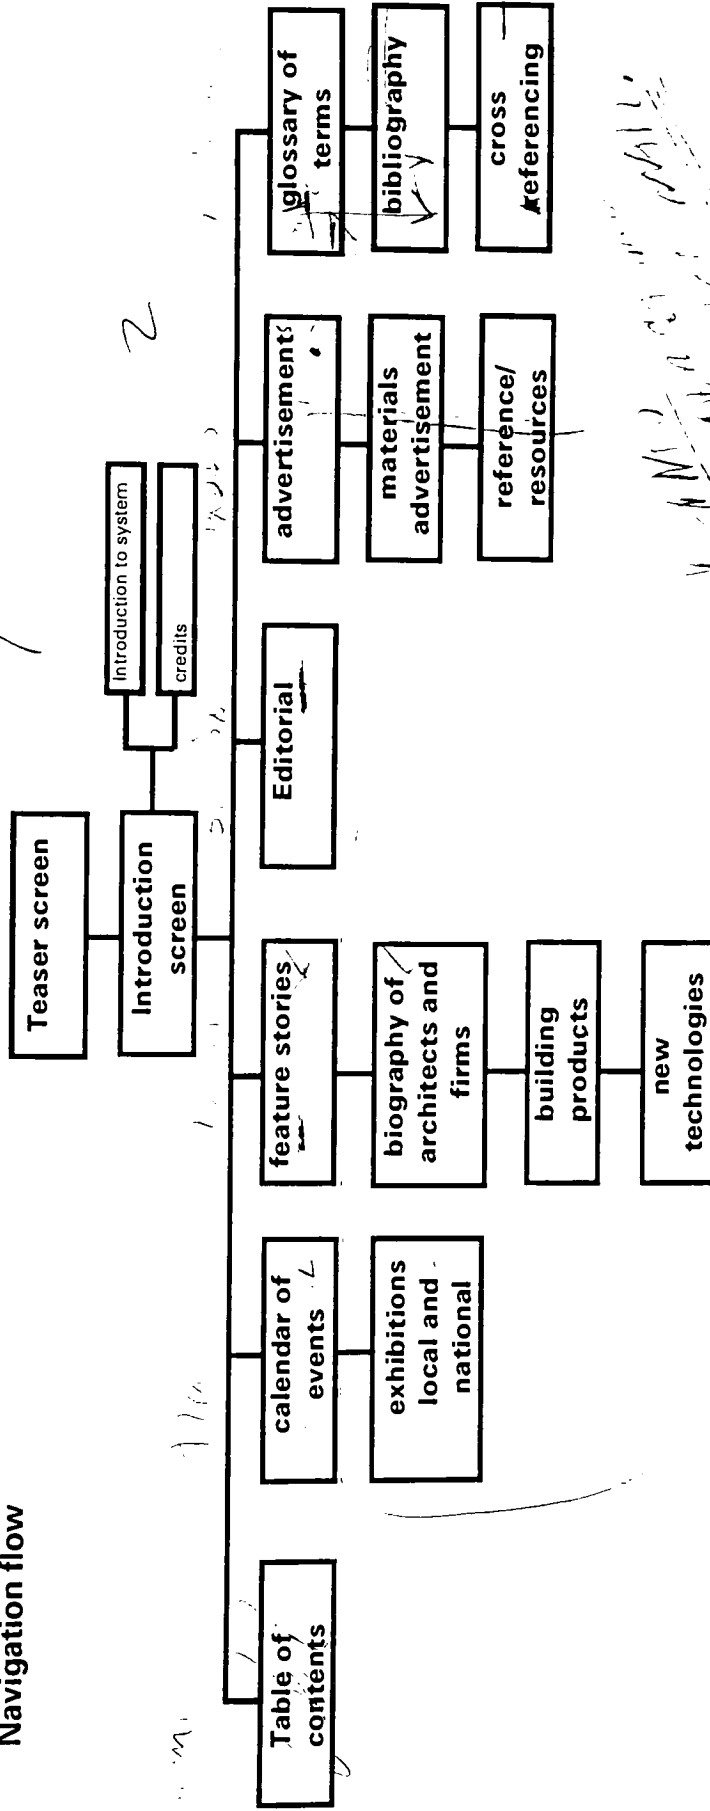 Navigation flow
Teaser screen
Introduction
screen
Introduction to system
credits
Table of
contents
calendar of
events
exhibitions
local and
national
feature stories
biography of
architects and
firms
building
products
new
technologies
Editorial
advertisements
materials
advertisement
reference/
resources
glossary of
terms
bibliography
cross
referencing
2